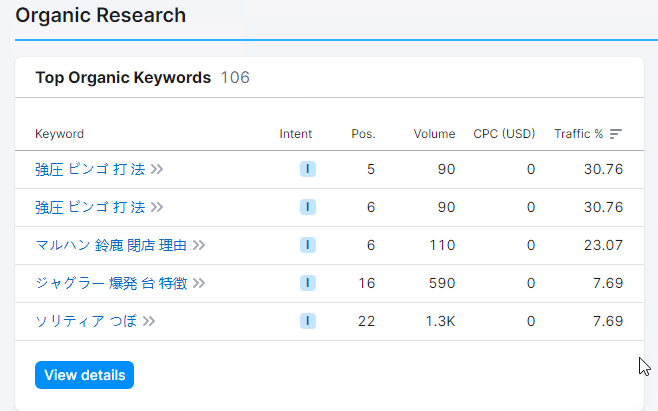 Organic Research
Top Organic Keywords 106
Keyword Intent Pos. Volume CPC (USD) Traffic %
強圧 ビンゴ 打 法 I 5 90 0 30.76
強圧 ビンゴ 打 法 I 6 90 0 30.76
マルハン 鈴鹿 閉店 理由 I 6 110 0 23.07
ジャグラー 爆発 台 特徴 I 16 590 0 7.69
ソリティア つぼ I 22 1.3K 0 7.69
View details